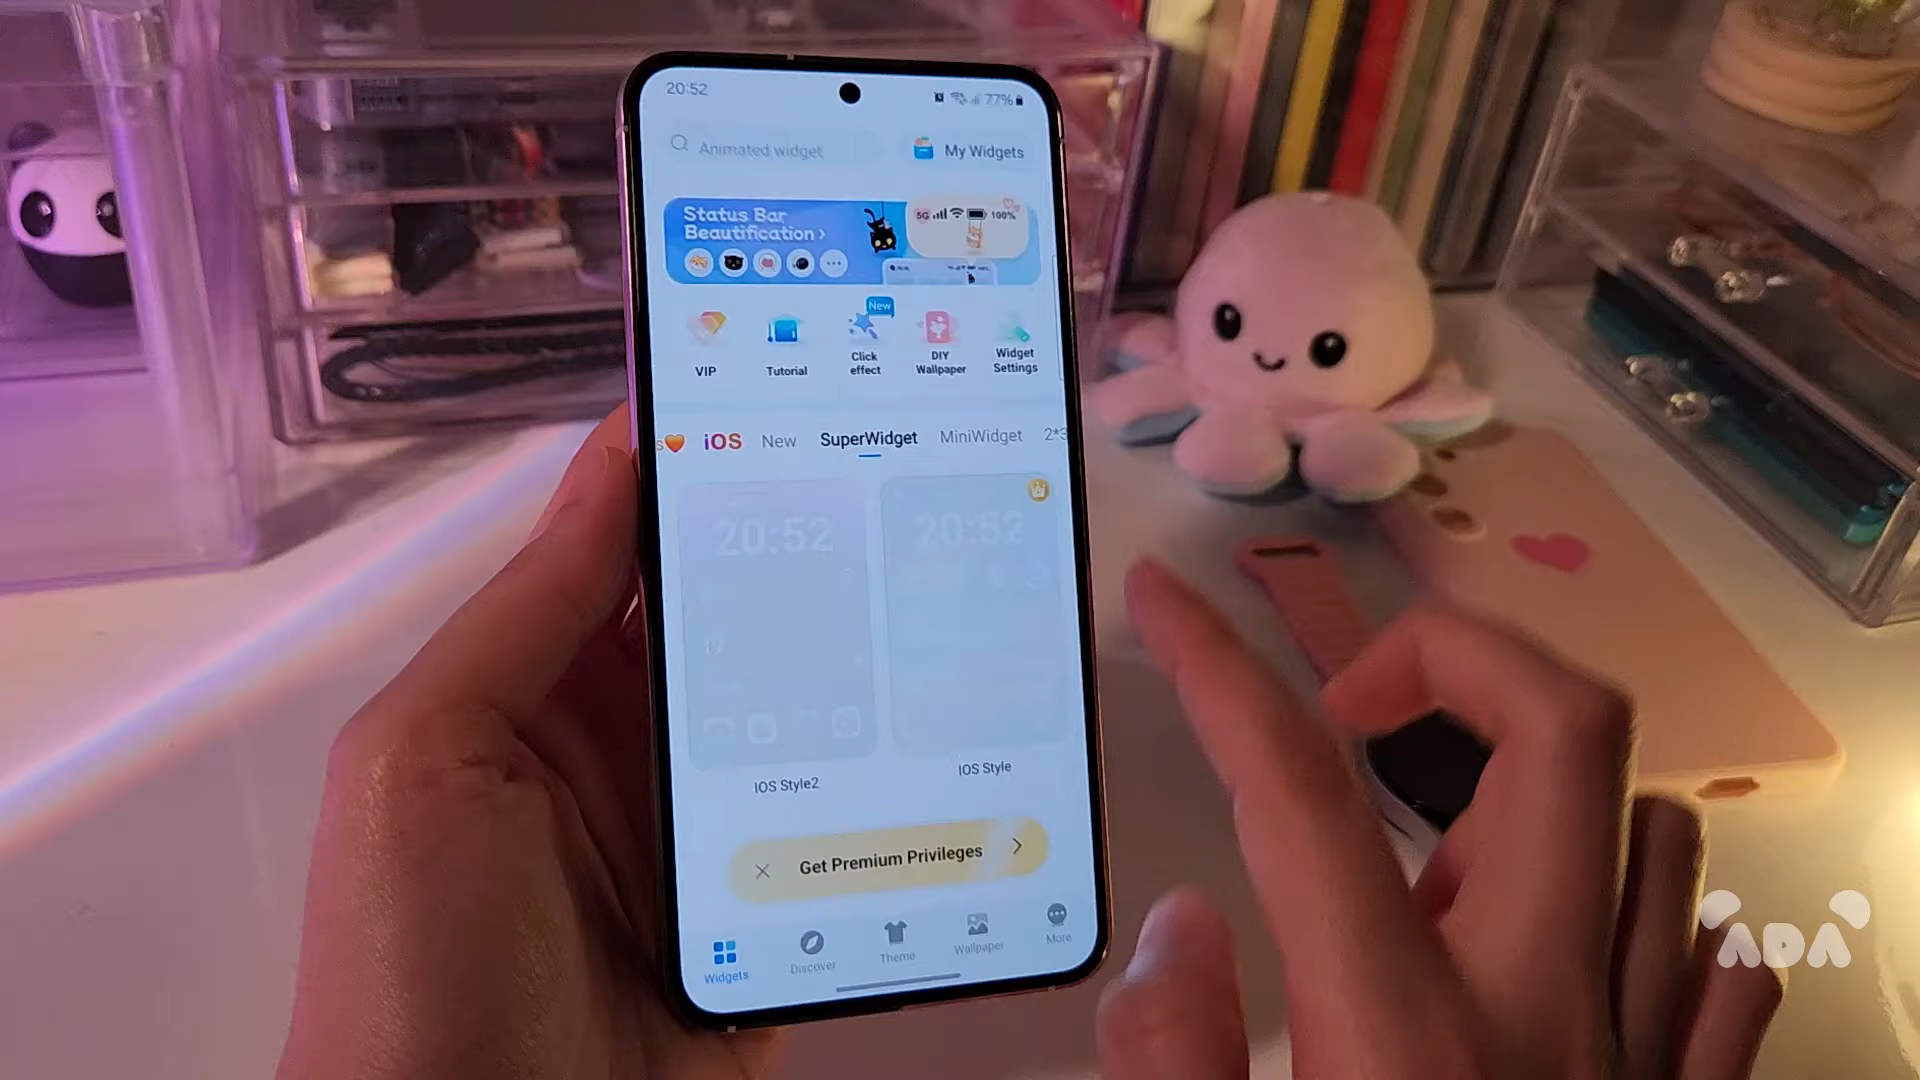 20:52
77%
Animated widget
My Widgets
Status Bar
Beautification >
5G
100%
VIP
Tutorial
New
Click
effect
DIY
Wallpaper
Widget
Settings
iOS
New
SuperWidget
MiniWidget
20:52
20:52
IOS Style2
IOS Style
Get Premium Privileges
Widgets
Discover
Theme
Wallpaper
More
ADA